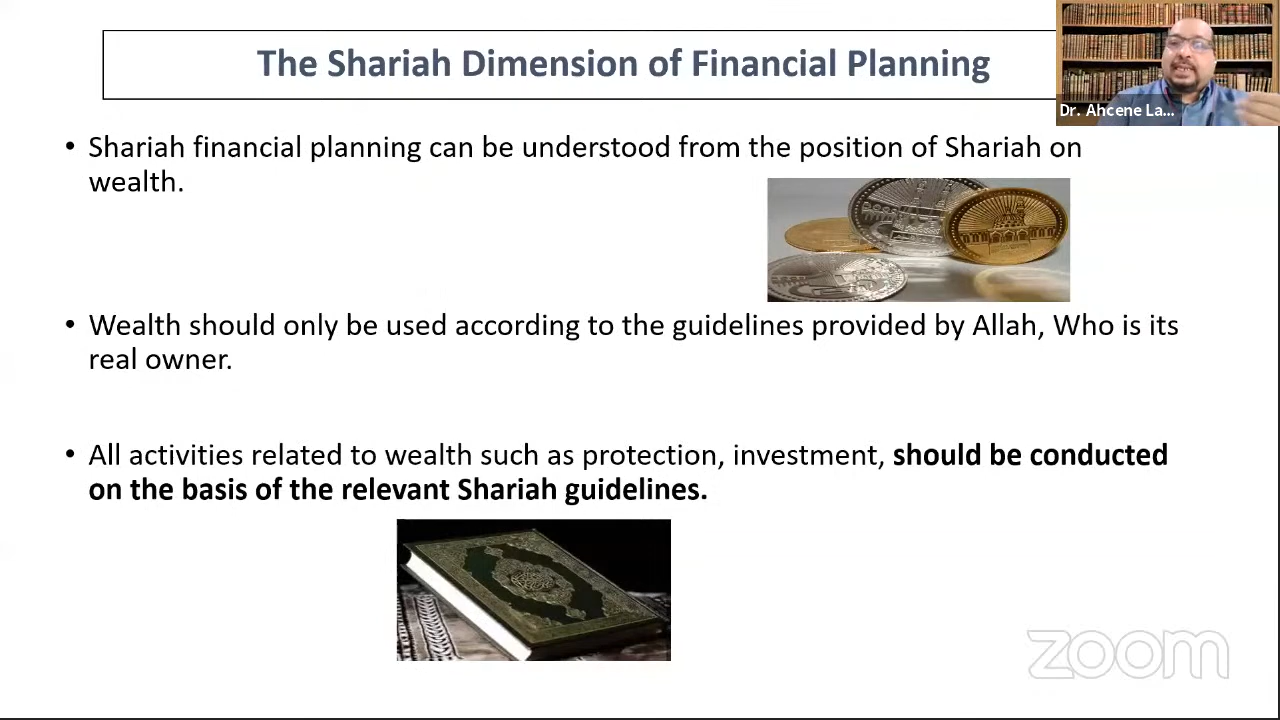 The Shariah Dimension of Financial Planning
Dr. Ahcene La...
• Shariah financial planning can be understood from the position of Shariah on
wealth.
• Wealth should only be used according to the guidelines provided by Allah, Who is its
real owner.
• All activities related to wealth such as protection, investment, should be conducted
on the basis of the relevant Shariah guidelines.
zoom